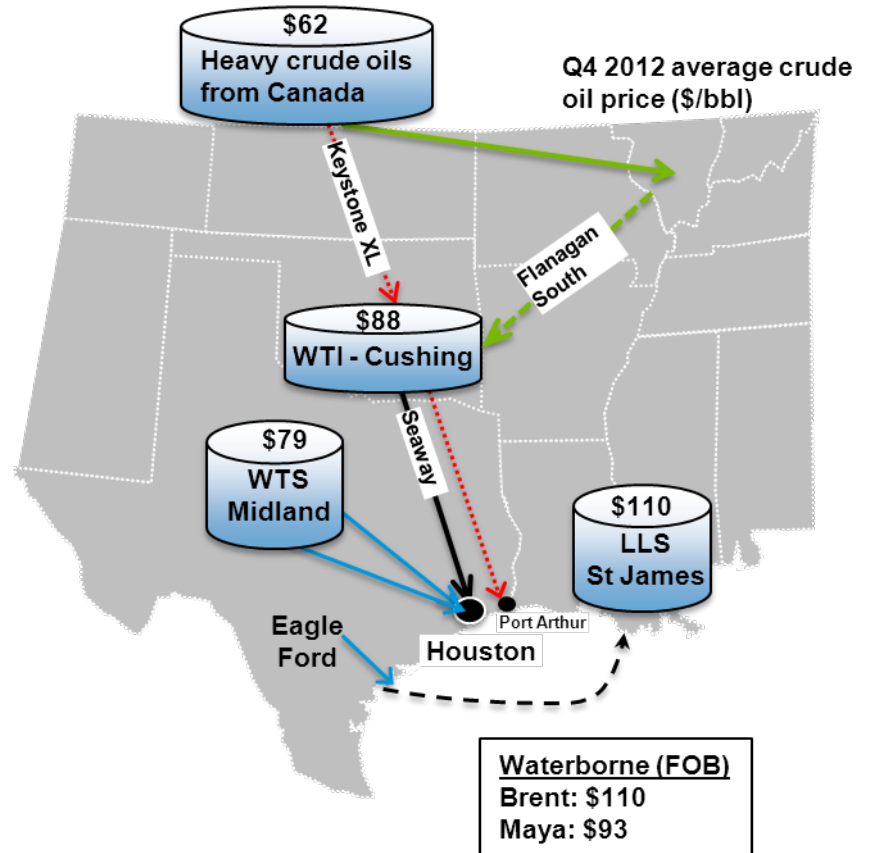 $62
Heavy crude oils
from Canada
Q4 2012 average crude
oil price ($/bbl)
Keystone XL
Flanagan
South
$88
WTI - Cushing
Seaway
$79
WTS
Midland
$110
LLS
St James
Port Arthur
Houston
Eagle
Ford
Waterborne (FOB)
Brent: $110
Maya: $93